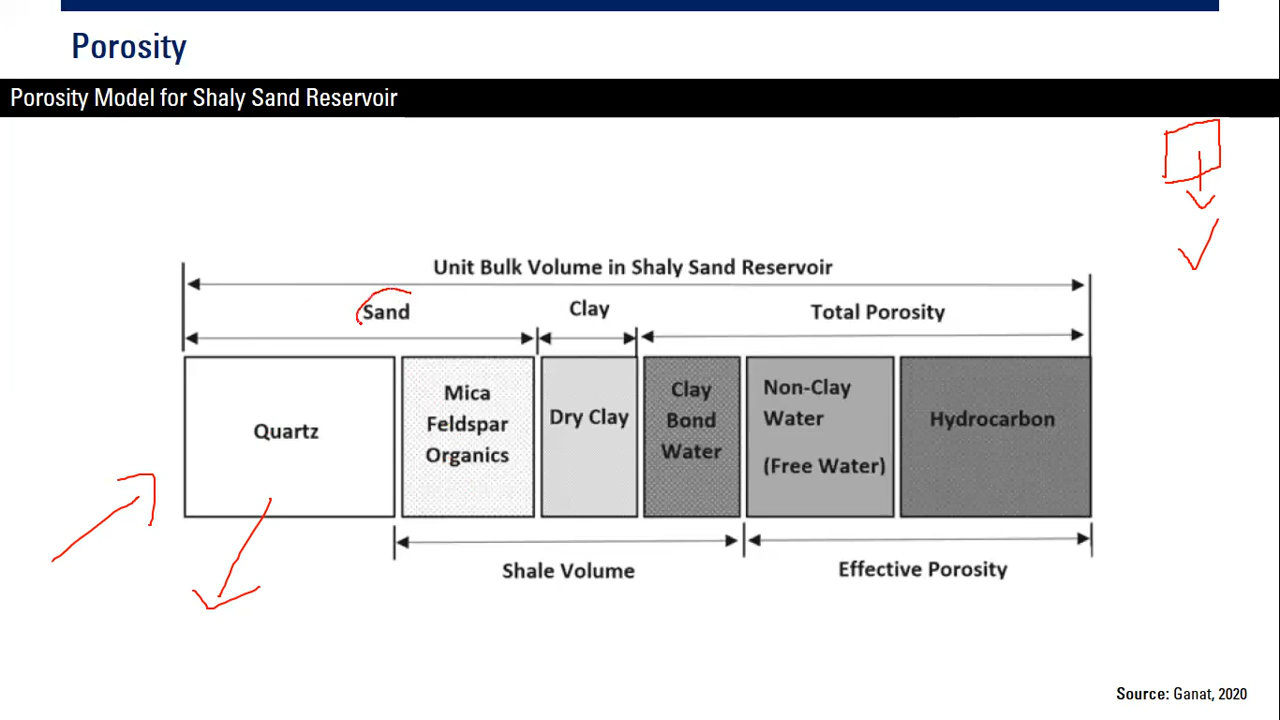 Porosity
Porosity Model for Shaly Sand Reservoir
Unit Bulk Volume in Shaly Sand Reservoir
Sand
Clay
Total Porosity
Quartz
Mica
Feldspar
Organics
Dry Clay
Clay
Bond
Water
Non-Clay
Water
(Free Water)
Hydrocarbon
Shale Volume
Effective Porosity
Source: Ganat, 2020